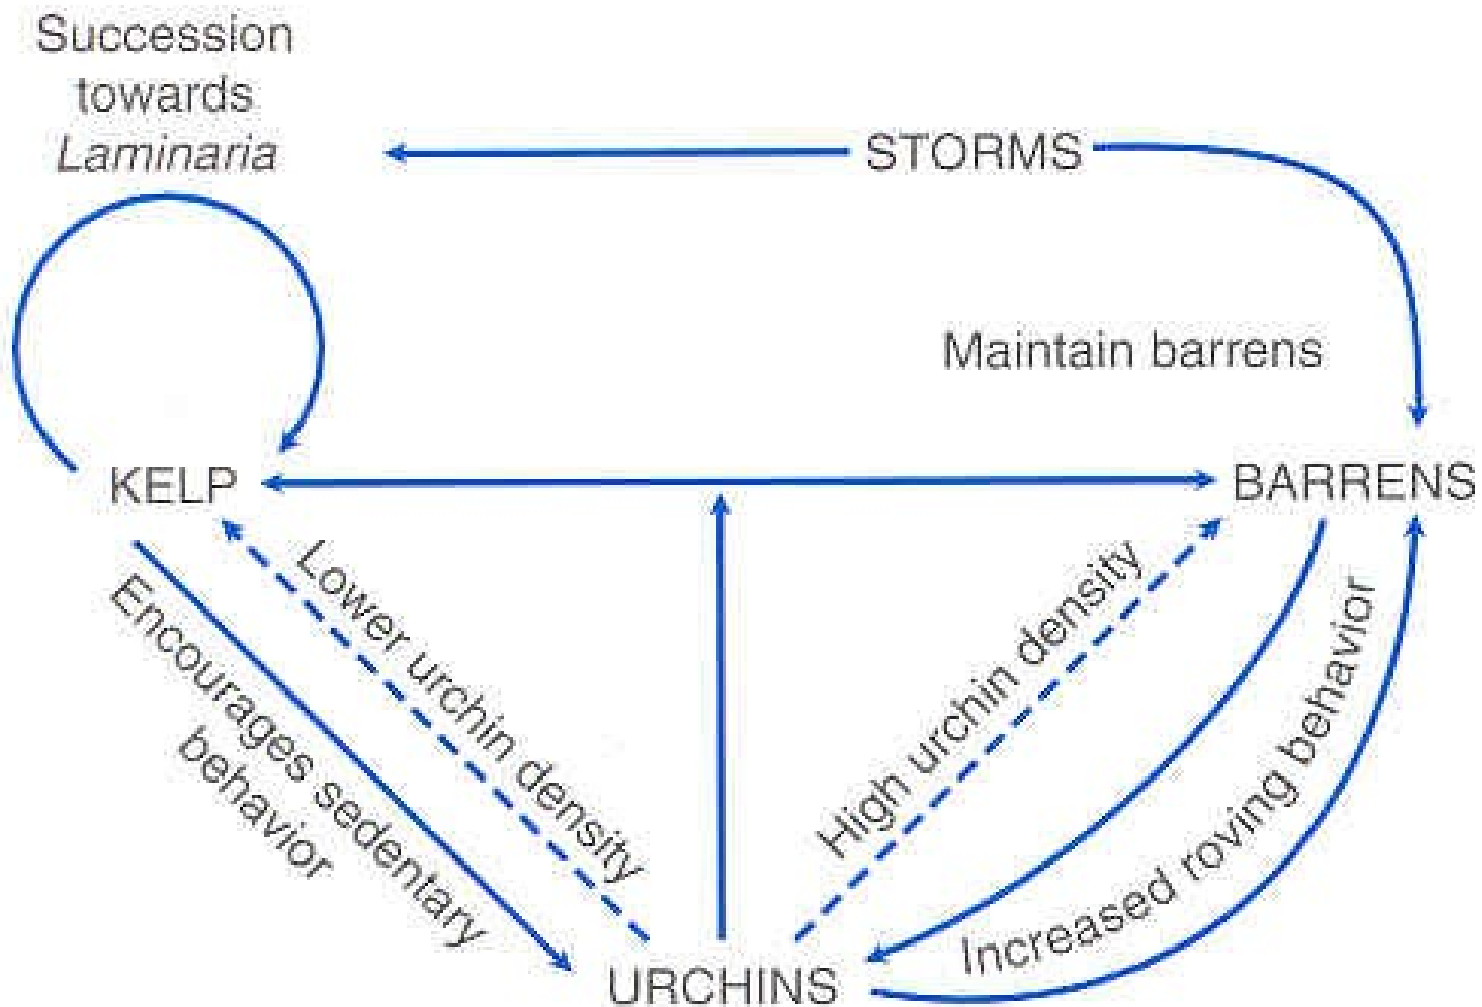 Succession
towards
Laminaria
STORMS
Maintain barrens
KELP
BARRENS
Lower urchin density
Encourages sedentary
behavior
High urchin density
Increased roving behavior
URCHINS